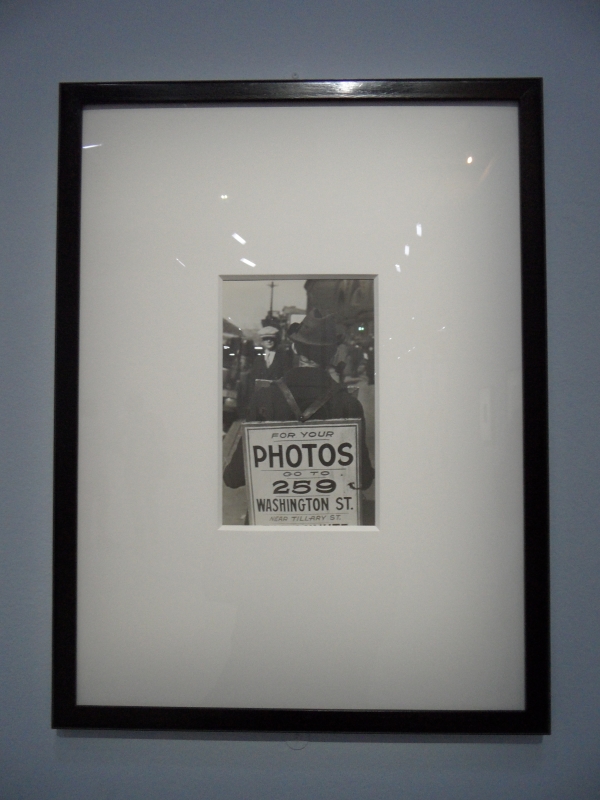 FOR YOUR
PHOTOS
GO TO
259
WASHINGTON ST.
NEAR TILLARY ST.